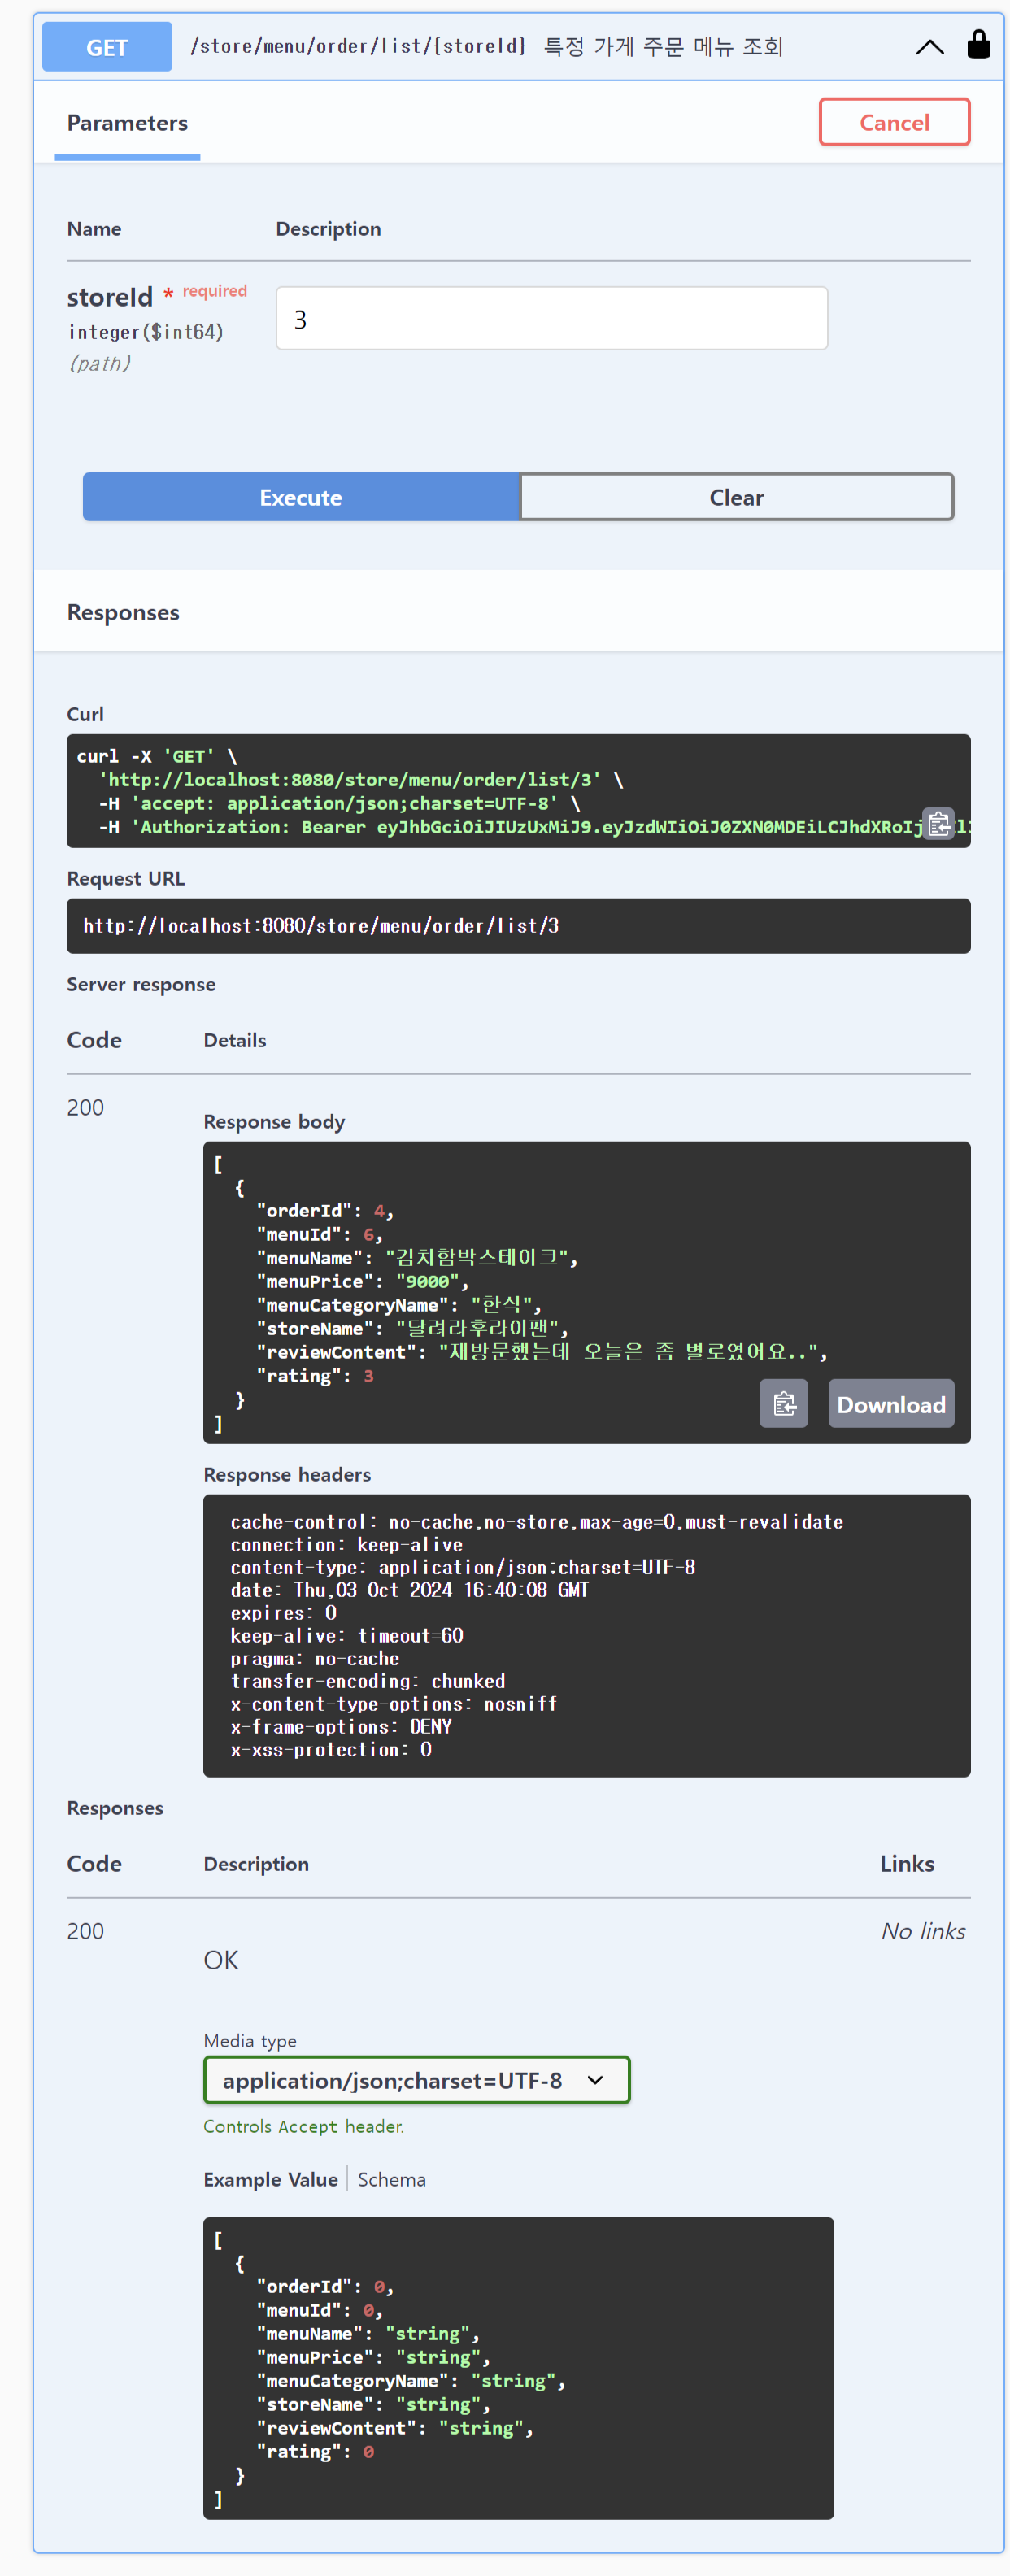 GET /store/menu/order/list/{storeId} 특정 가게 주문 메뉴 조회
Parameters
Cancel
Name Description
storeId * required
integer($int64)
(path)
3
Execute Clear
Responses
Curl
curl -X 'GET' \
'http://localhost:8080/store/menu/order/list/3' \
-H 'accept: application/json;charset=UTF-8' \
-H 'Authorization: Bearer eyJhbGciOiJIUzUxMiJ9.eyJzdWIiOiJ0ZXN0MDEiLCJhdXRoIj
Request URL
http://localhost:8080/store/menu/order/list/3
Server response
Code Details
200
Response body
[
{
"orderId": 4,
"menuId": 6,
"menuName": "김치함박스테이크",
"menuPrice": "9000",
"menuCategoryName": "한식",
"storeName": "달려라후라이팬",
"reviewContent": "재방문했는데 오늘은 좀 별로였어요..",
"rating": 3
}
]
Download
Response headers
cache-control: no-cache,no-store,max-age=0,must-revalidate
connection: keep-alive
content-type: application/json;charset=UTF-8
date: Thu,03 Oct 2024 16:40:08 GMT
expires: 0
keep-alive: timeout=60
pragma: no-cache
transfer-encoding: chunked
x-content-type-options: nosniff
x-frame-options: DENY
x-xss-protection: 0
Responses
Code Description Links
200 No links
OK
Media type
application/json;charset=UTF-8
Controls Accept header.
Example Value Schema
[
{
"orderId": 0,
"menuId": 0,
"menuName": "string",
"menuPrice": "string",
"menuCategoryName": "string",
"storeName": "string",
"reviewContent": "string",
"rating": 0
}
]